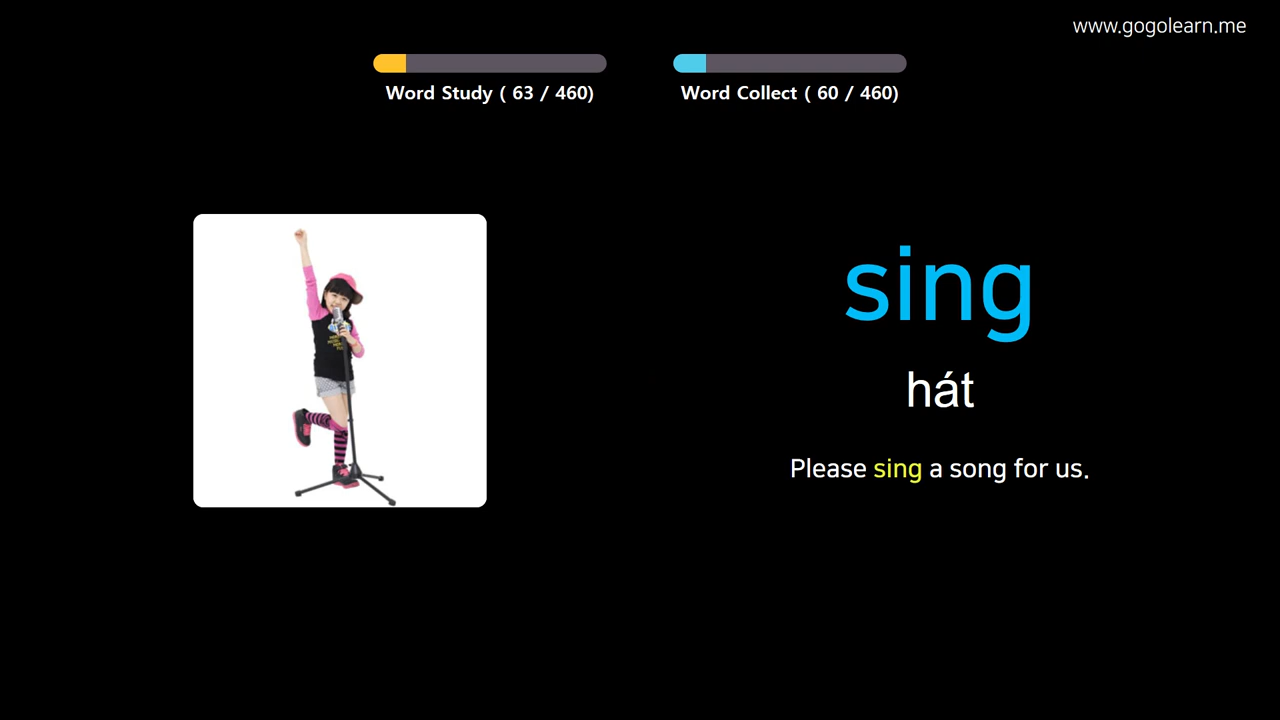 www.gogolearn.me
Word Study ( 63 / 460)
Word Collect ( 60 / 460)
sing
hát
Please sing a song for us.